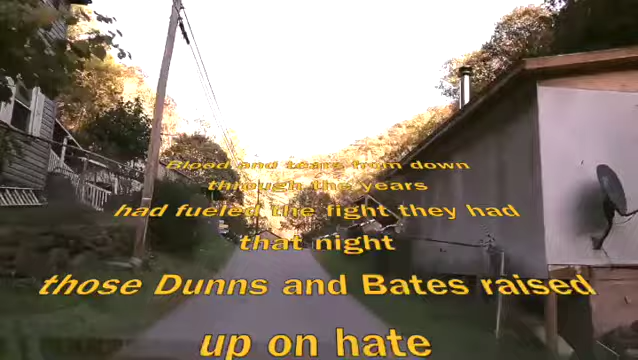 Blood and tears from down
through the years
had fueled the fight they had
that night
those Dunns and Bates raised
up on hate